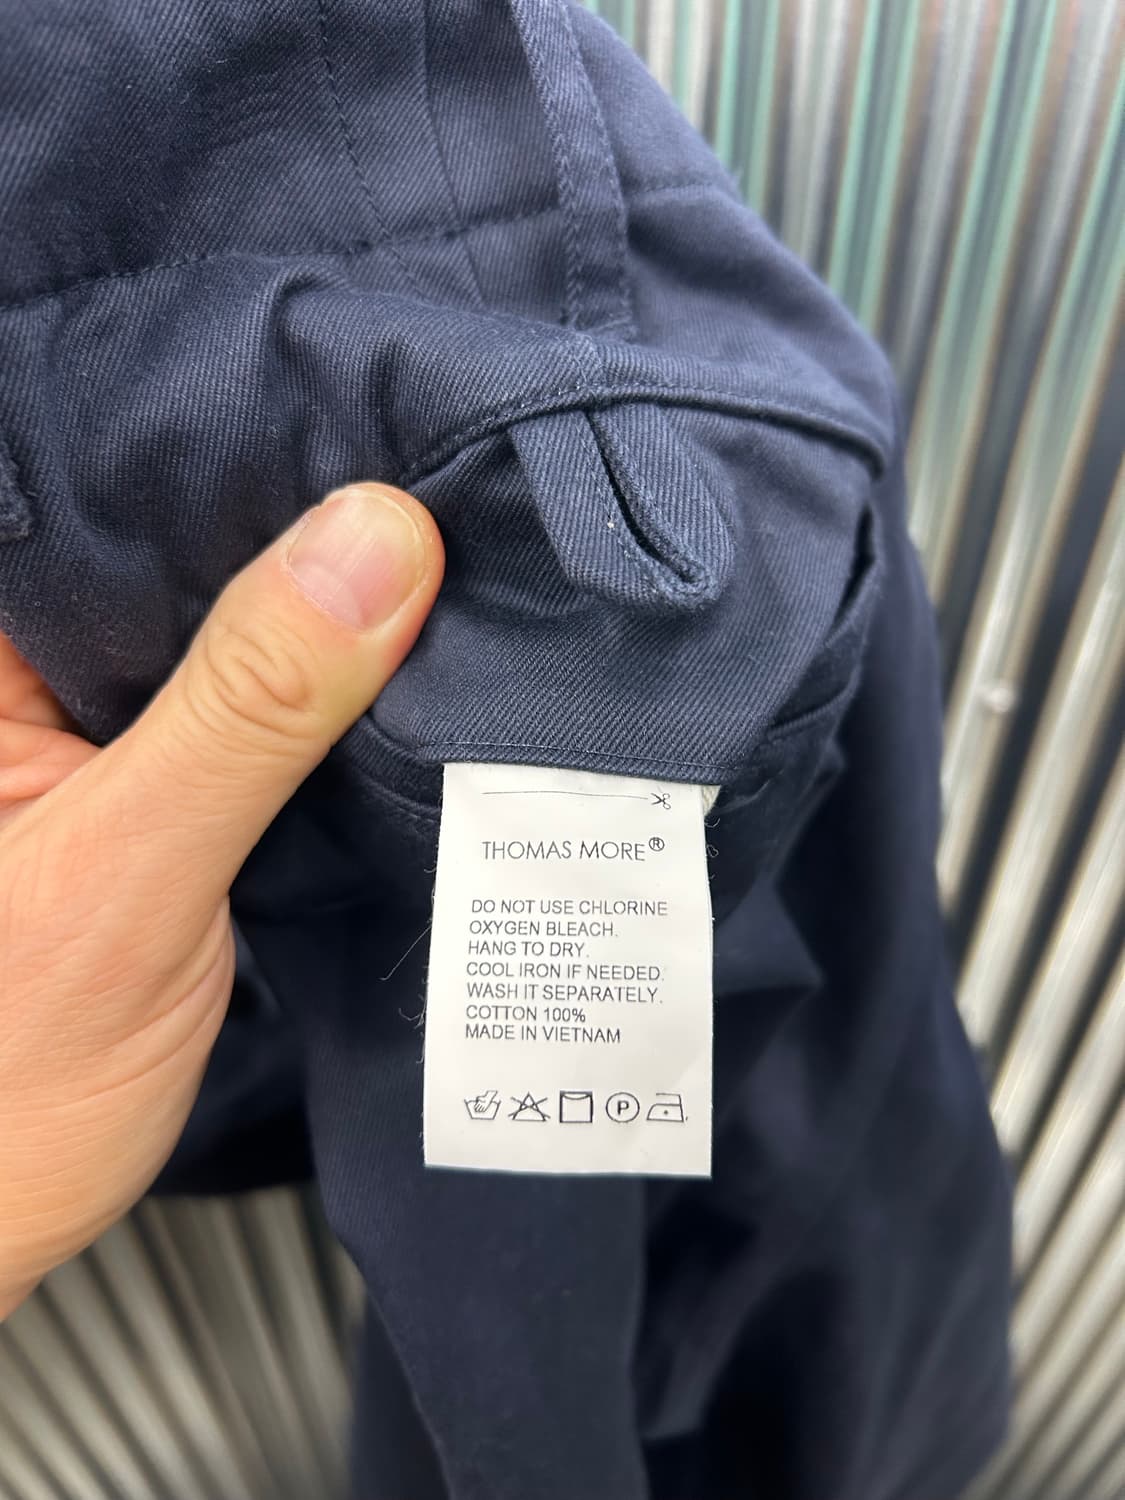 THOMAS MORE®
DO NOT USE CHLORINE
OXYGEN BLEACH.
HANG TO DRY.
COOL IRON IF NEEDED.
WASH IT SEPARATELY.
COTTON 100%
MADE IN VIETNAM
P